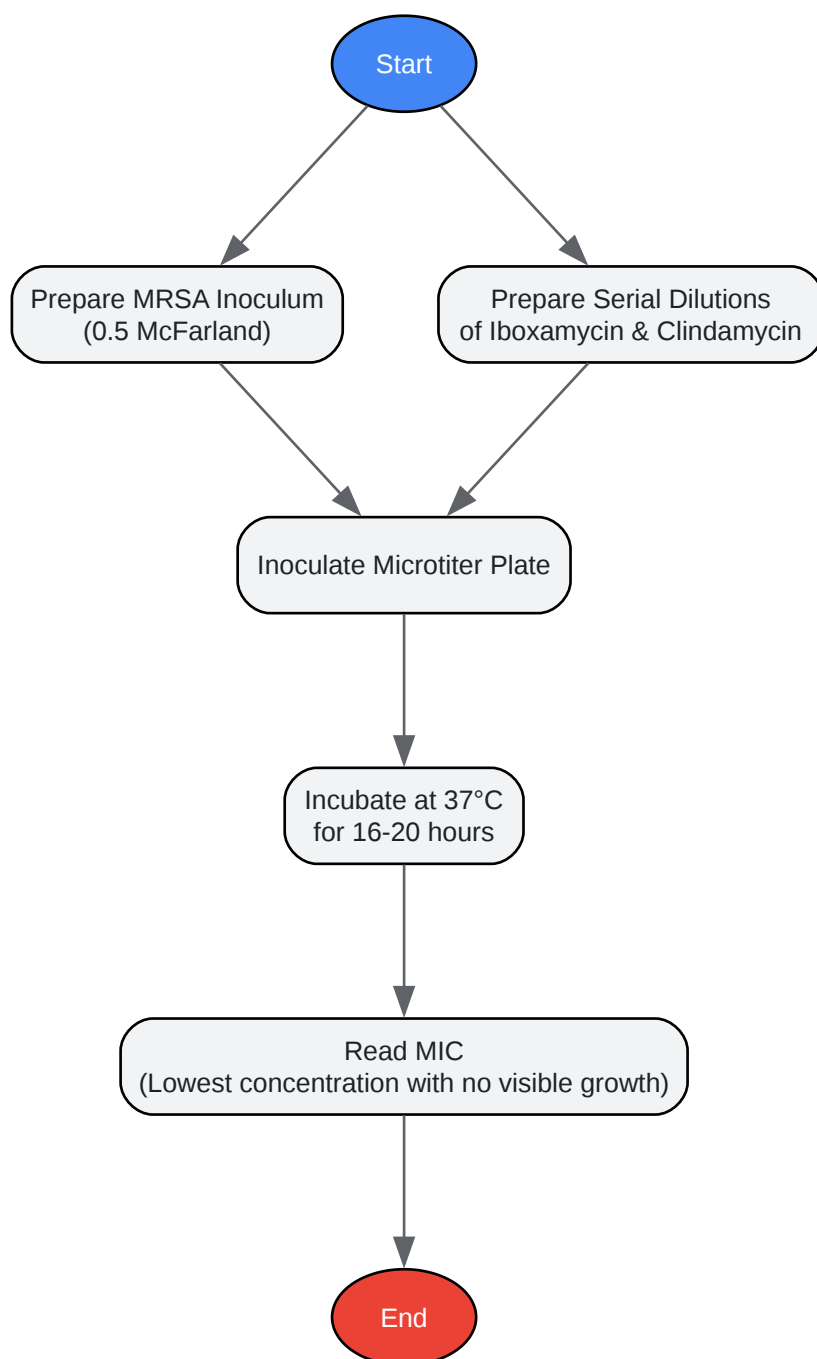 Start
Prepare MRSA Inoculum
(0.5 McFarland)
Prepare Serial Dilutions
of Iboxamycin & Clindamycin
Inoculate Microtiter Plate
Incubate at 37°C
for 16-20 hours
Read MIC
(Lowest concentration with no visible growth)
End